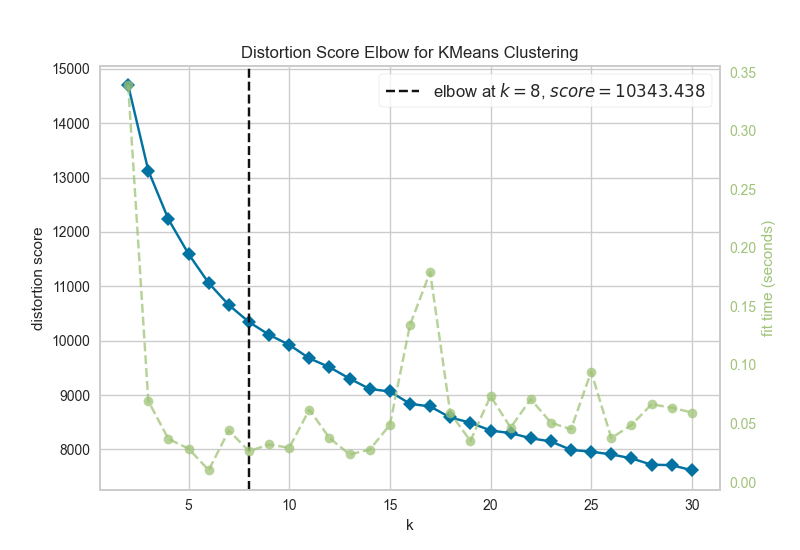 Distortion Score Elbow for KMeans Clustering
elbow at k = 8, score = 10343.438
distortion score
15000
14000
13000
12000
11000
10000
9000
8000
0.35
0.30
0.25
0.20
0.15
0.10
0.05
0.00
fit time (seconds)
5 10 15 20 25 30
k